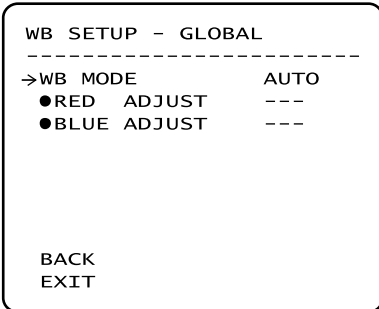 WB SETUP – GLOBAL
------------------------
→WB MODE AUTO
●RED ADJUST ---
●BLUE ADJUST ---
BACK
EXIT